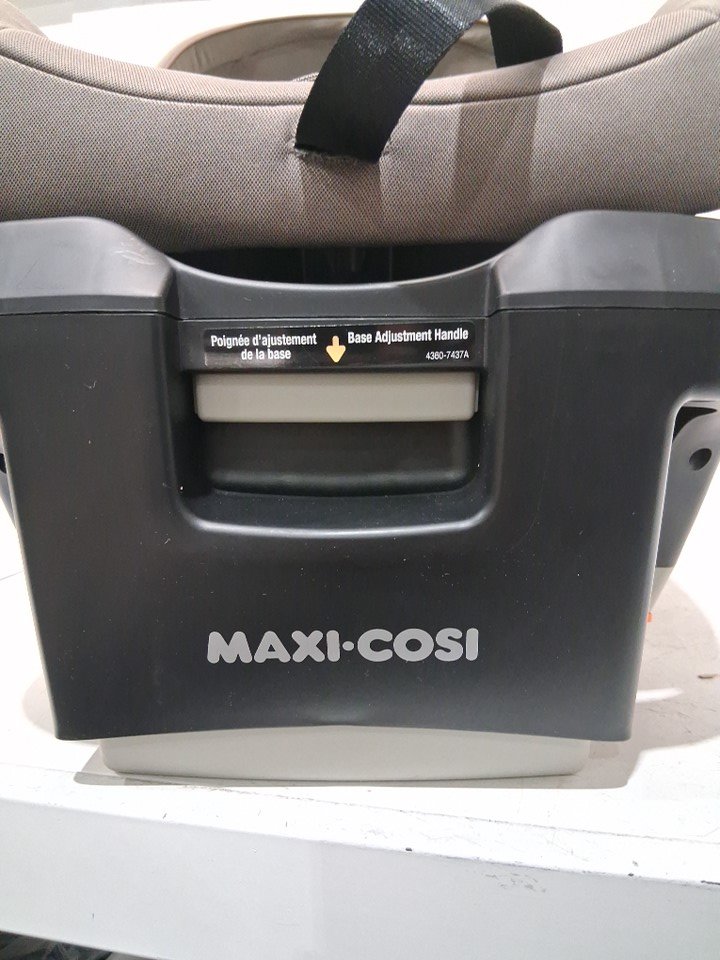 Poignée d'ajustement
de la base
Base Adjustment Handle
4360-7437A
MAXI·COSI